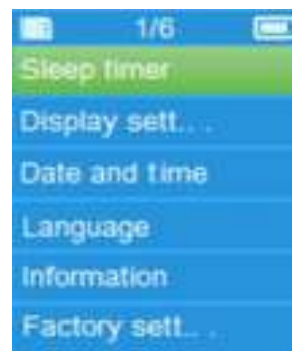 1/6
Sleep timer
Display sett.. .
Date and time
Language
Information
Factory sett.. .